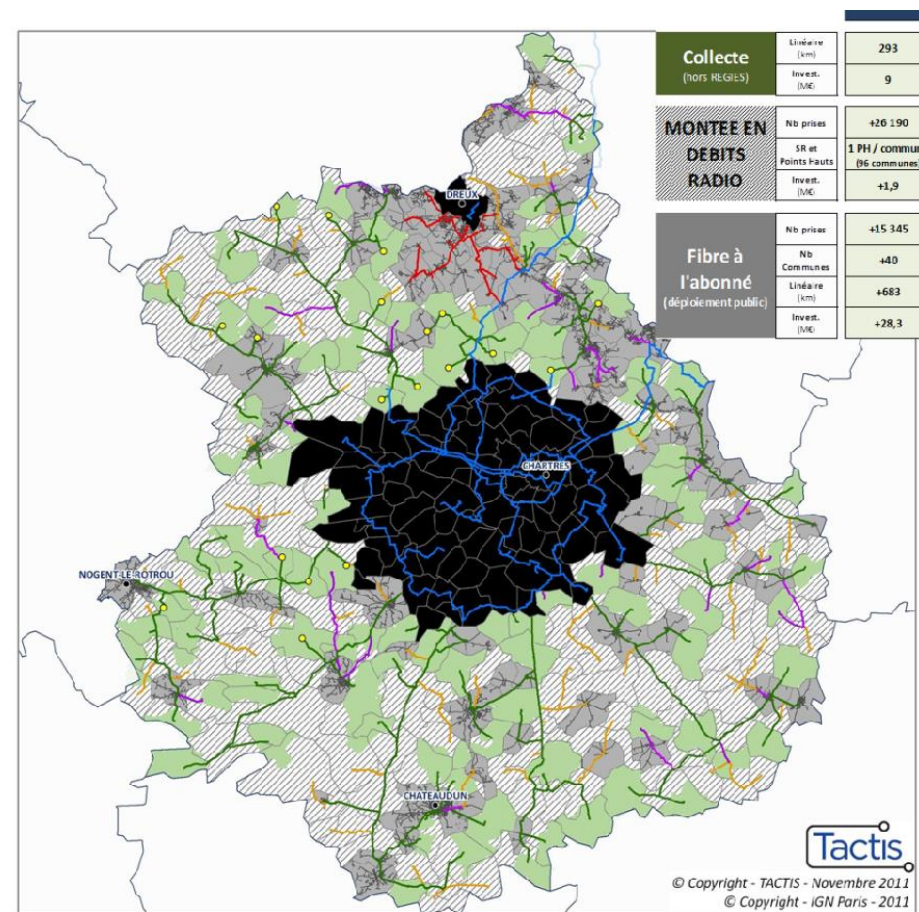 Collecte
(hors REGIES)
Linéaire
(km)
293
Invest.
(M€)
9
MONTEE EN
DEBITS
RADIO
Nb prises
+26 190
SR et
Points Hauts
1 PH / commun
(96 communes)
Invest.
(M€)
+1,9
Fibre à
l'abonné
(déploiement public)
Nb prises
+15 345
Nb
Communes
+40
Linéaire
(km)
+683
Invest.
(M€)
+28,3
DREUX
CHARTRES
NOGENT-LE-ROTROU
CHATEAUDUN
Tactis
© Copyright - TACTIS - Novembre 2011
© Copyright - IGN Paris - 2011